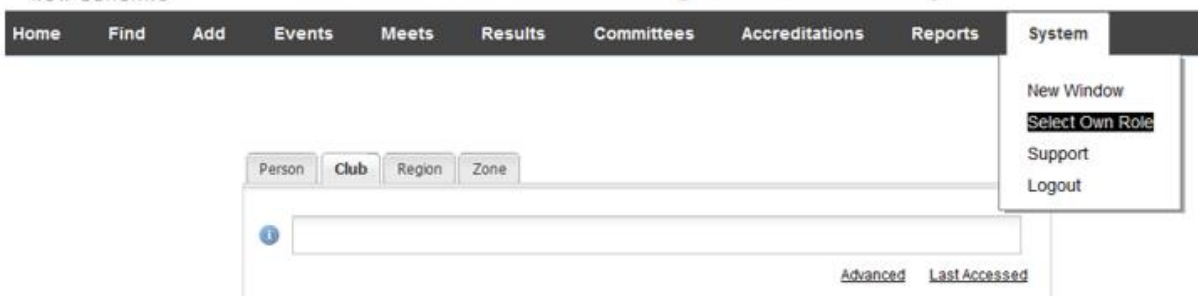 Home Find Add Events Meets Results Committees Accreditations Reports System
New Window
Select Own Role
Support
Logout
Person Club Region Zone
Advanced Last Accessed